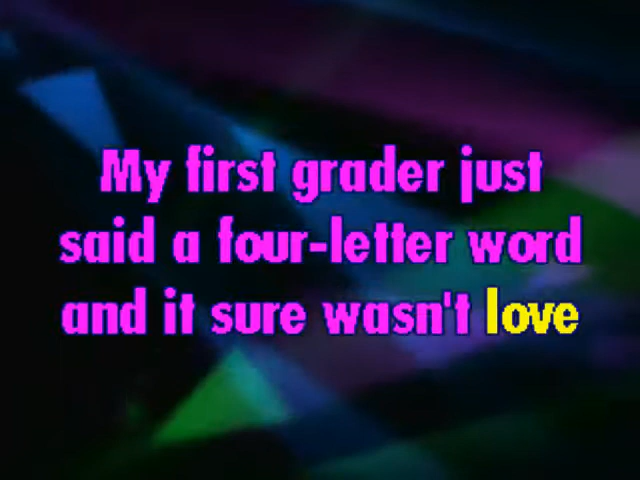 My first grader just
said a four-letter word
and it sure wasn't love